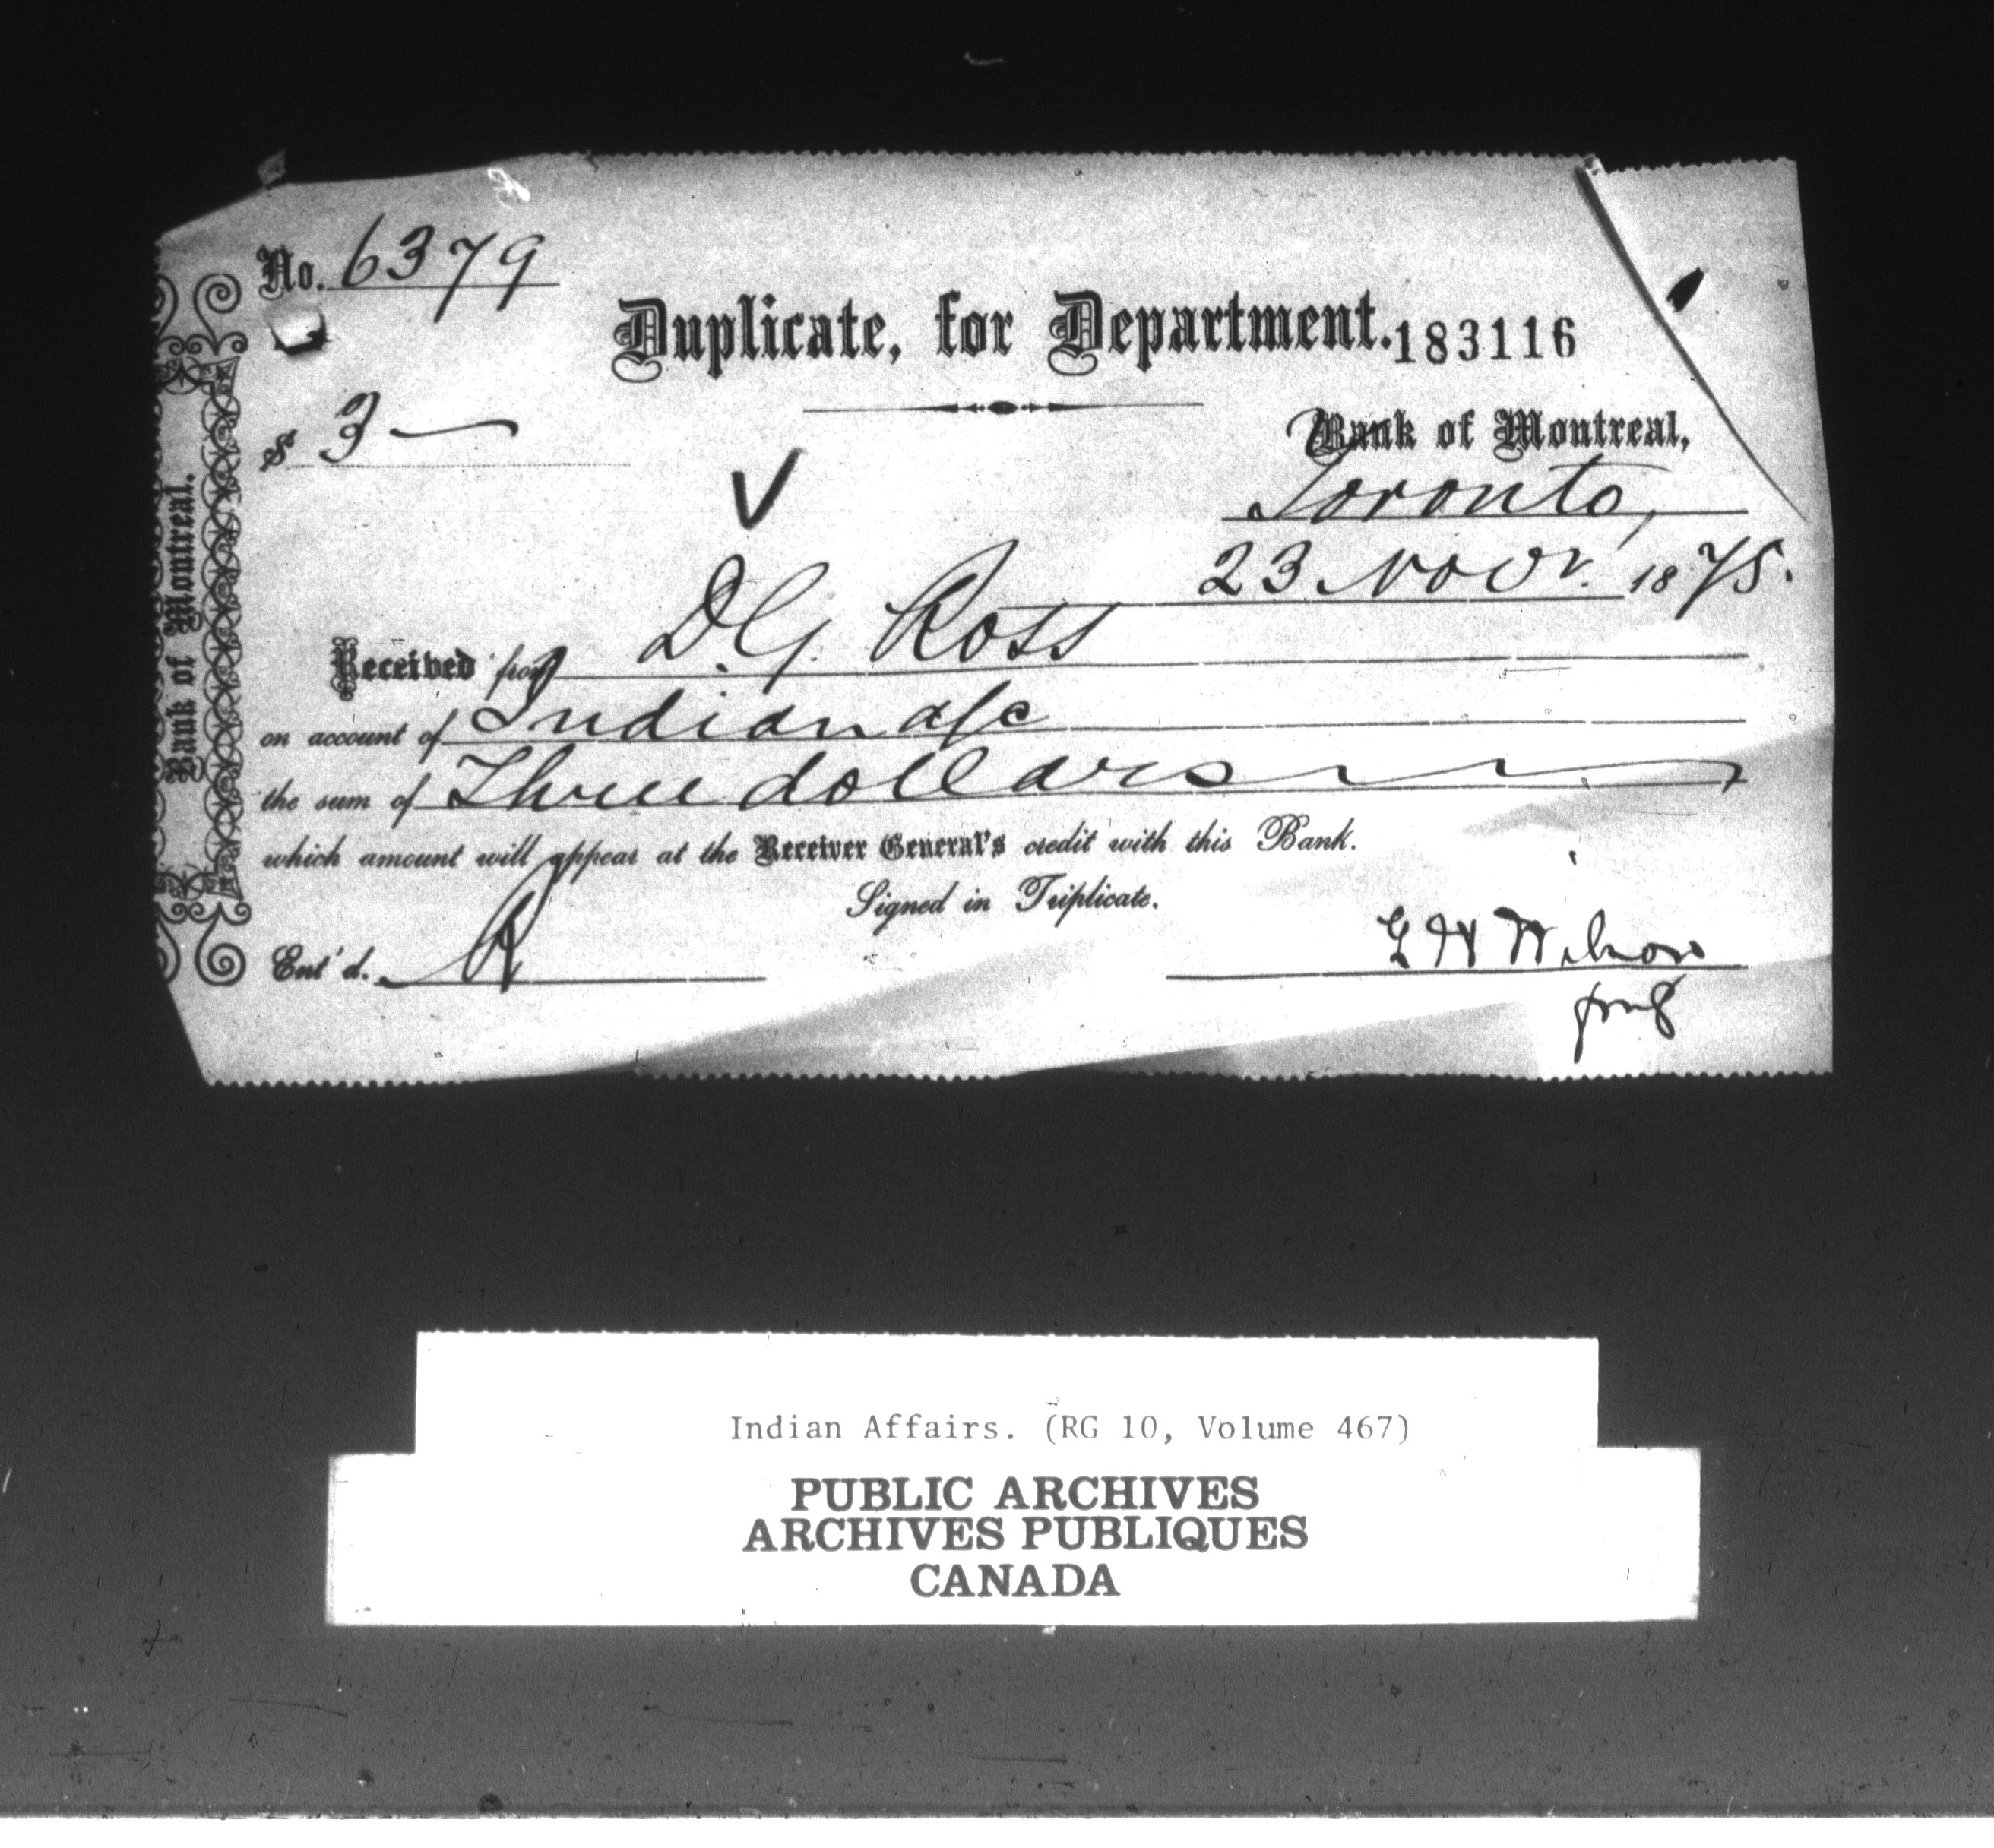 No. 6379
Duplicate, for Department. 183116
$ 3 —
V
Bank of Montreal,
Toronto,
23 Novr. 1875.
Received from D.G. Ross
on account of Indian a/c
the sum of Three dollars
which amount will appear at the Receiver General's credit with this Bank.
Signed in Triplicate.
Ent'd. R
H Wilson
Bank of Montreal.
Indian Affairs. (RG 10, Volume 467)
PUBLIC ARCHIVES
ARCHIVES PUBLIQUES
CANADA